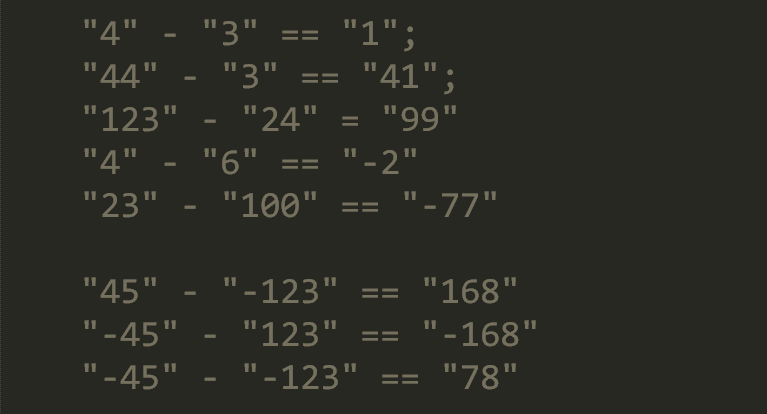 "4" - "3" == "1";
"44" - "3" == "41";
"123" - "24" = "99"
"4" - "6" == "-2"
"23" - "100" == "-77"
"45" - "-123" == "168"
"-45" - "123" == "-168"
"-45" - "-123" == "78"